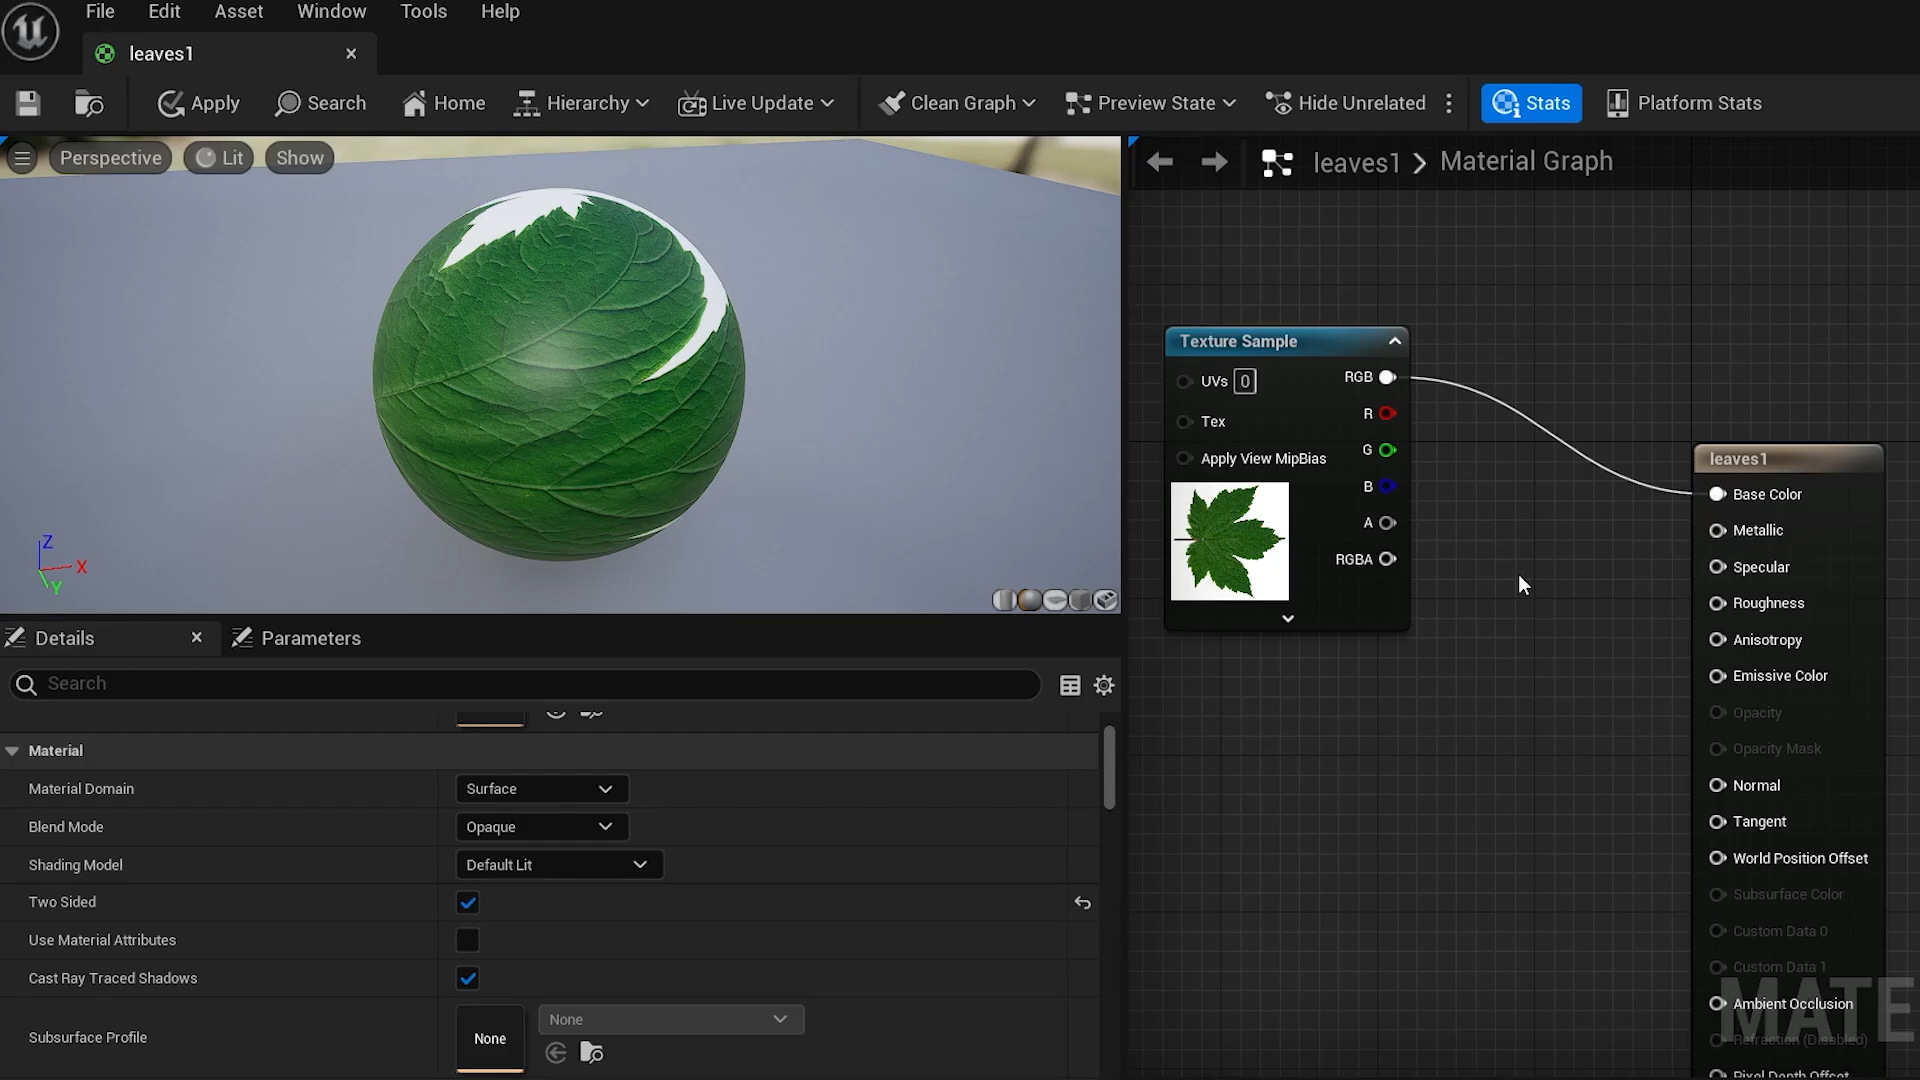 File Edit Asset Window Tools Help
leaves1
Apply Search Home Hierarchy Live Update Clean Graph Preview State Hide Unrelated Stats Platform Stats
Perspective Lit Show
leaves1 > Material Graph
Texture Sample
UVs 0 RGB
R
Tex
G
Apply View MipBias
B
A
RGBA
leaves1
Base Color
Metallic
Specular
Roughness
Anisotropy
Emissive Color
Opacity
Opacity Mask
Normal
Tangent
World Position Offset
Subsurface Color
Custom Data 0
Custom Data 1
Ambient Occlusion
Refraction (Disabled)
Pixel Depth Offset
MATE
Z
X
Y
Details Parameters
Search
Material
Material Domain Surface
Blend Mode Opaque
Shading Model Default Lit
Two Sided
Use Material Attributes
Cast Ray Traced Shadows
Subsurface Profile None None